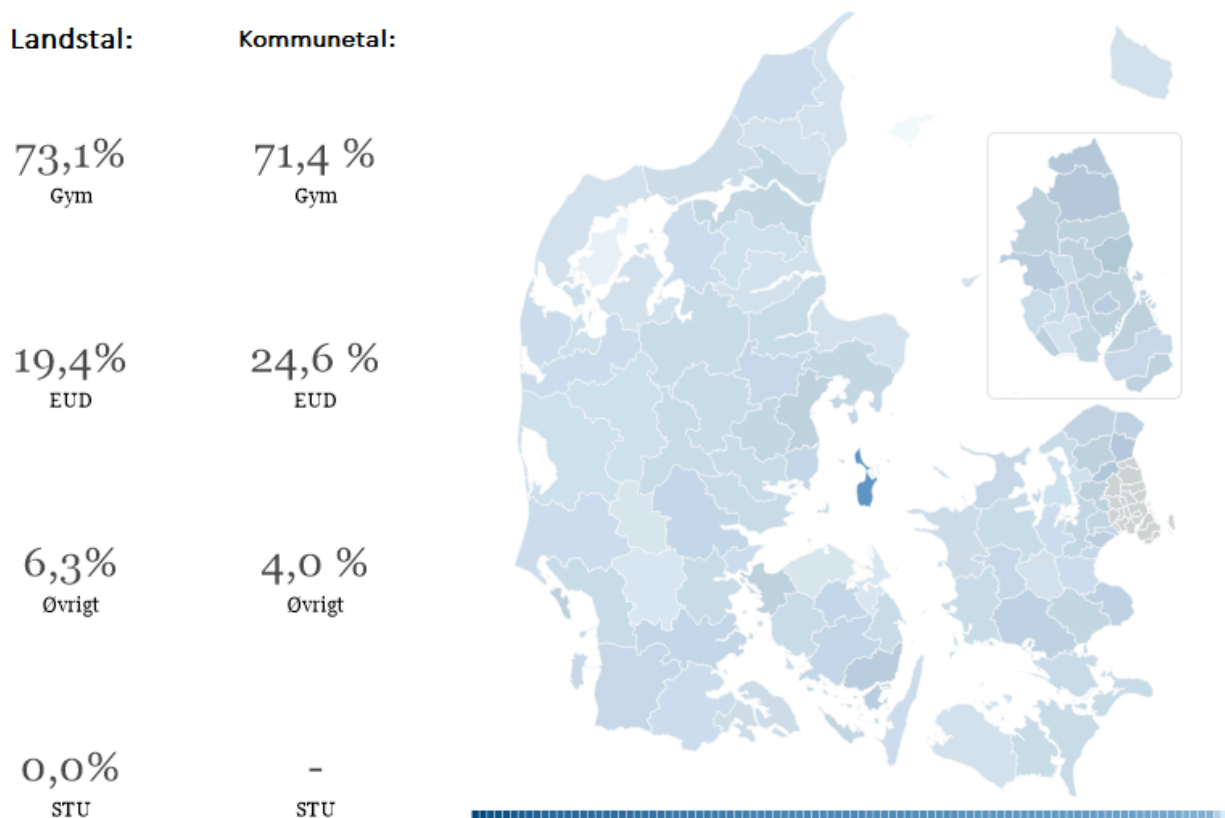 Landstal: Kommunetal:
73,1% 71,4 %
Gym Gym
19,4% 24,6 %
EUD EUD
6,3% 4,0 %
Øvrigt Øvrigt
0,0% -
STU STU